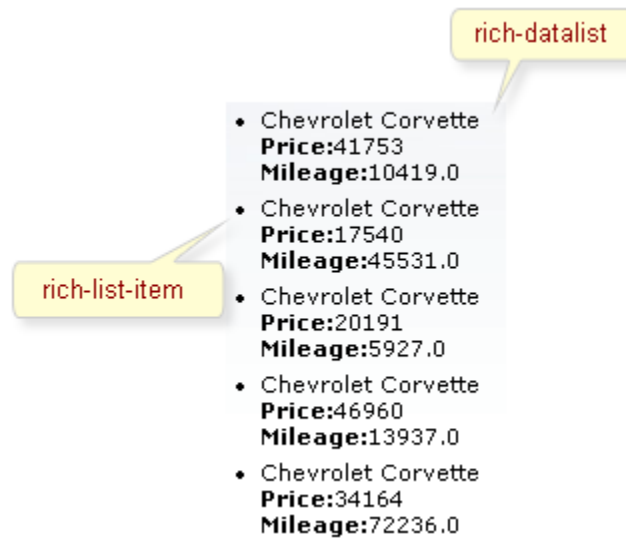 rich-datalist
• Chevrolet Corvette
Price:41753
Mileage:10419.0
• Chevrolet Corvette
Price:17540
Mileage:45531.0
rich-list-item
• Chevrolet Corvette
Price:20191
Mileage:5927.0
• Chevrolet Corvette
Price:46960
Mileage:13937.0
• Chevrolet Corvette
Price:34164
Mileage:72236.0